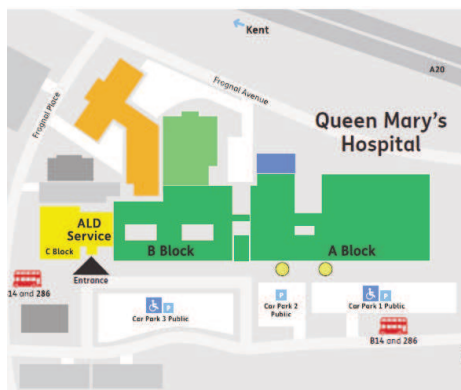 Kent
A20
Frognal Avenue
Frognal Place
Queen Mary's
Hospital
ALD
Service
C Block
B Block
A Block
Entrance
14 and 286
P
Car Park 3 Public
P
Car Park 2
Public
P
Car Park 1 Public
B14 and 286